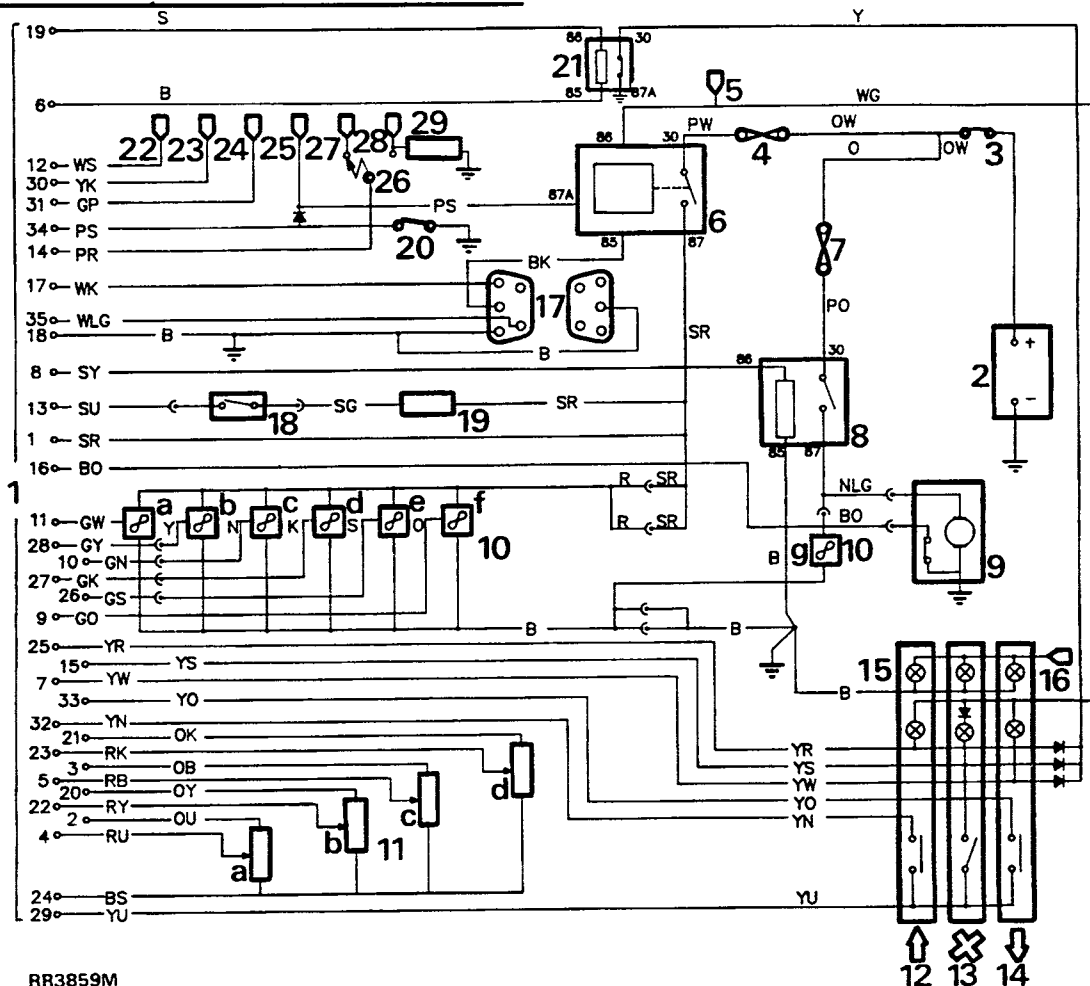 S
Y
19
86
30
21
85
87A
5
6
B
WG
22 23 24 25 27 28 29
86
30
PW
4
OW
O
OW
3
12 WS
30 YK
31 GP
26
87A
PS
6
34 PS
20
85
87
7
14 PR
BK
17 WK
17
PO
35 WLG
18 B
B
SR
86
30
8 SY
2
+
-
13 SU
18
SG
19
SR
8
1 SR
85
87
16 BO
1
R
SR
NLG
a b c d e f
BO
11 GW
Y N K S O
R
SR
10
28 GY
g
10
9
10 GN
B
27 GK
26 GS
9 GO
B
B
25 YR
15 YS
15
16
7 YW
B
33 YO
32 YN
21 OK
YR
23 RK
3 OB
YS
5 RB
d
YW
20 OY
YO
22 RY
c
YN
2 OU
4 RU
b
11
a
24 BS
YU
29 YU
12 13 14
RR3859M